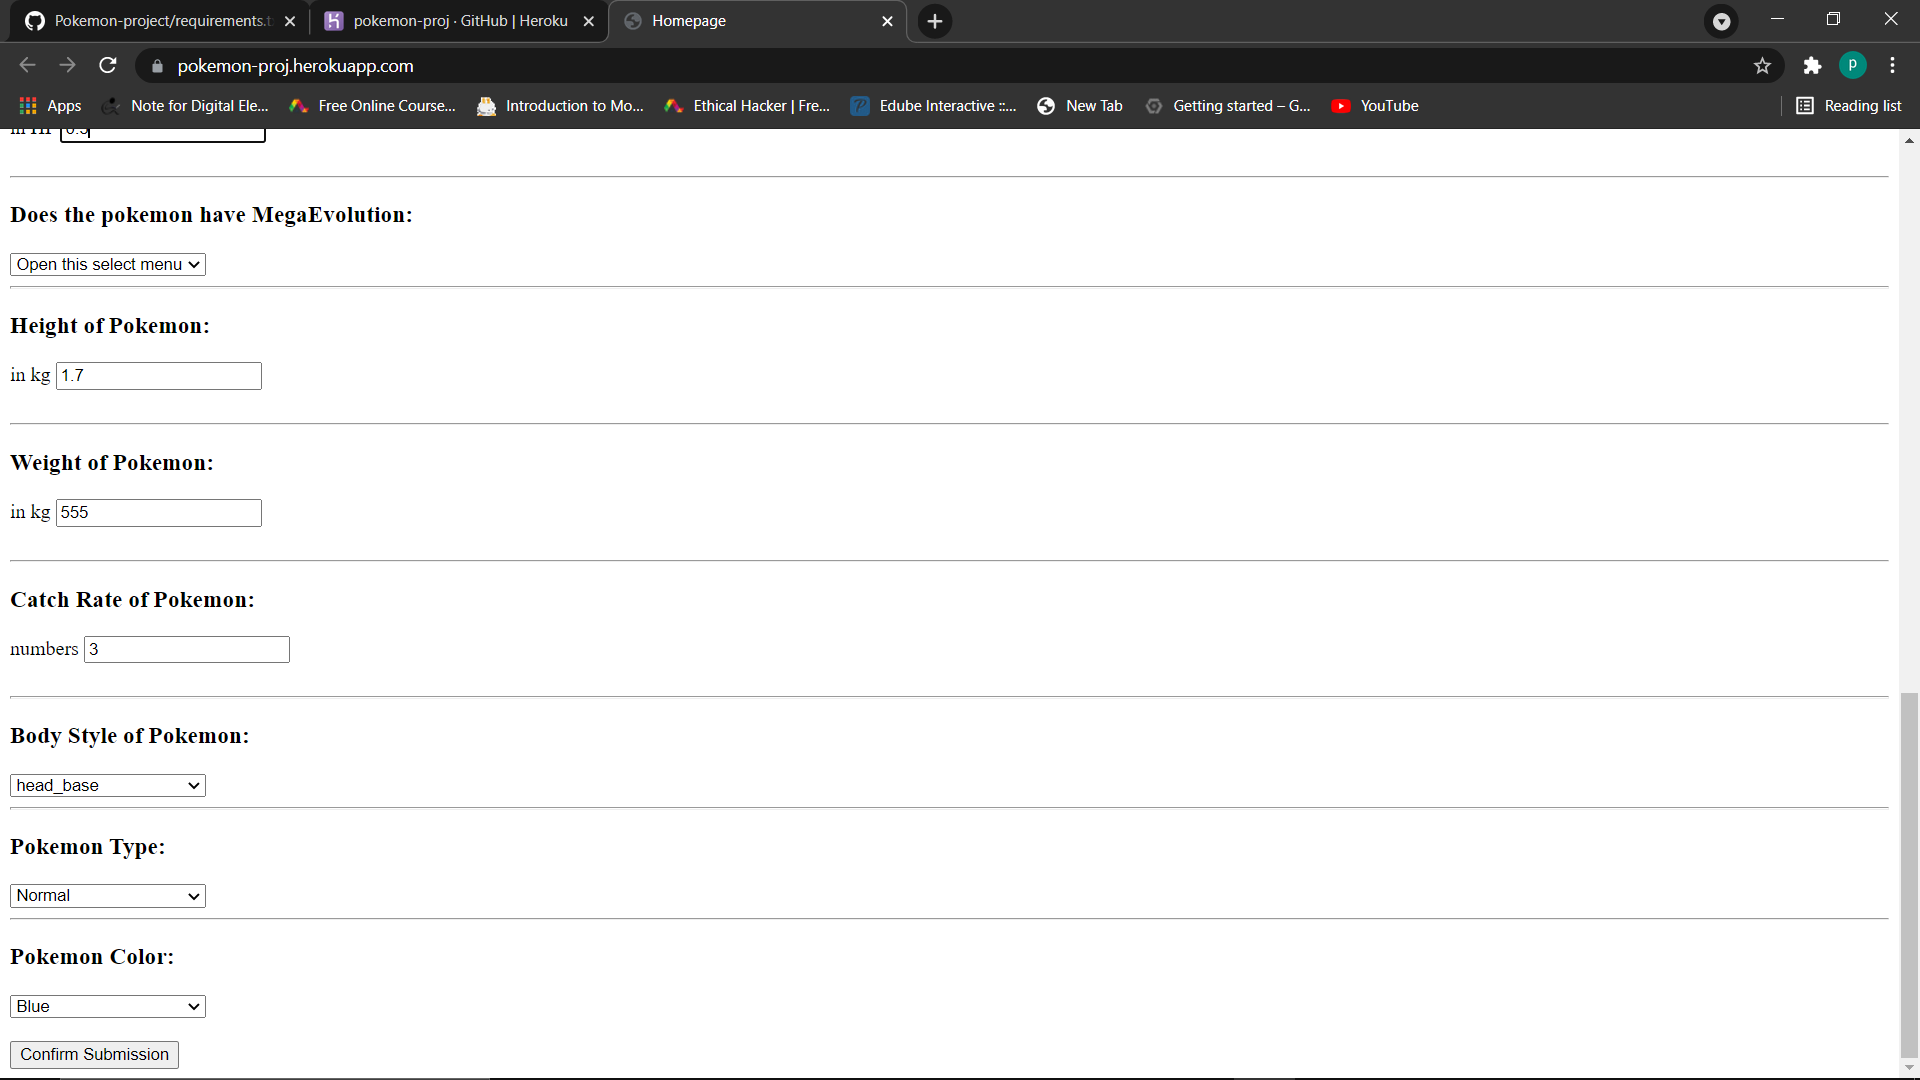 Pokemon-project/requirements.t
pokemon-proj · GitHub | Heroku
Homepage
pokemon-proj.herokuapp.com
P
Apps
Note for Digital Ele...
Free Online Course...
Introduction to Mo...
Ethical Hacker | Fre...
Edube Interactive ::...
New Tab
Getting started – G...
YouTube
Reading list
Does the pokemon have MegaEvolution:
Open this select menu
Height of Pokemon:
in kg 1.7
Weight of Pokemon:
in kg 555
Catch Rate of Pokemon:
numbers 3
Body Style of Pokemon:
head_base
Pokemon Type:
Normal
Pokemon Color:
Blue
Confirm Submission